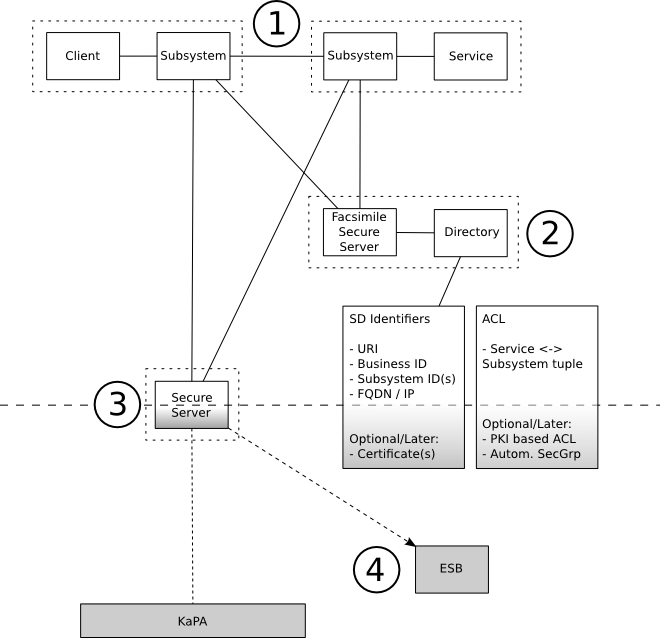 1
Client
Subsystem
Subsystem
Service
Facsimile
Secure
Server
Directory
2
SD Identifiers
- URI
- Business ID
- Subsystem ID(s)
- FQDN / IP
Optional/Later:
- Certificate(s)
ACL
- Service <->
Subsystem tuple
Optional/Later:
- PKI based ACL
- Autom. SecGrp
3
Secure
Server
4
ESB
KaPA